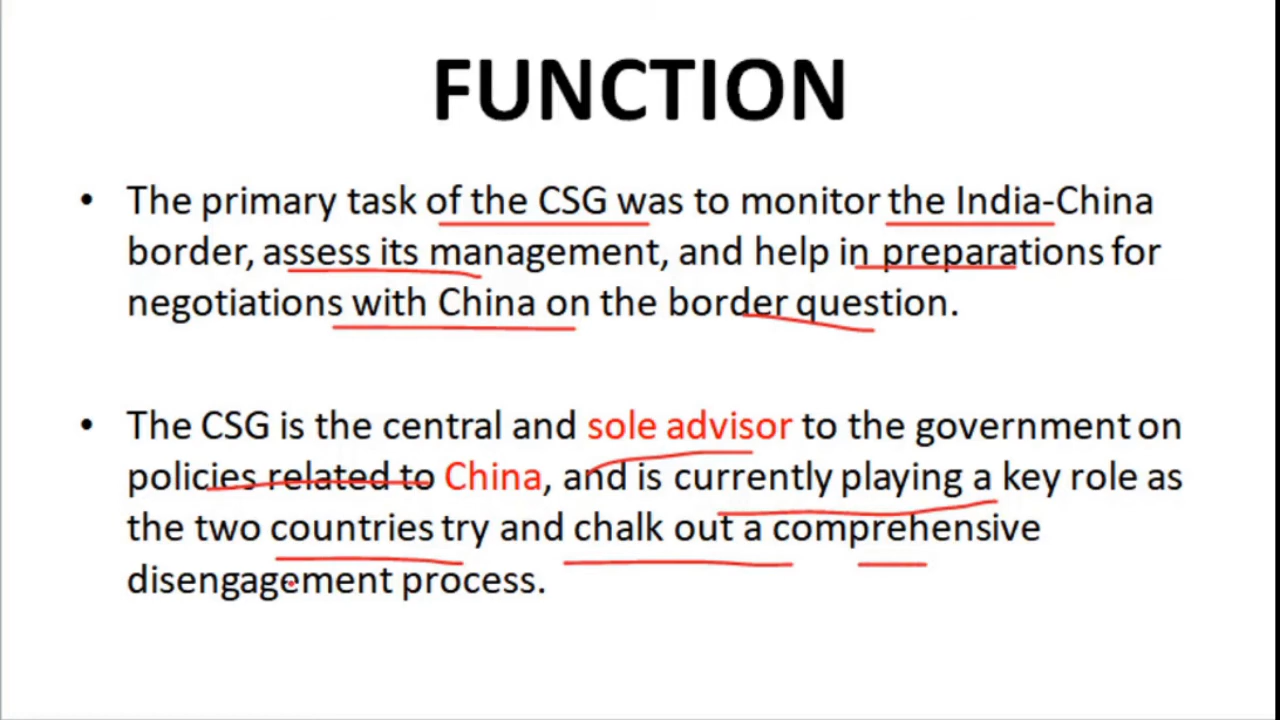 FUNCTION
• The primary task of the CSG was to monitor the India-China
border, assess its management, and help in preparations for
negotiations with China on the border question.
• The CSG is the central and sole advisor to the government on
policies related to China, and is currently playing a key role as
the two countries try and chalk out a comprehensive
disengagement process.